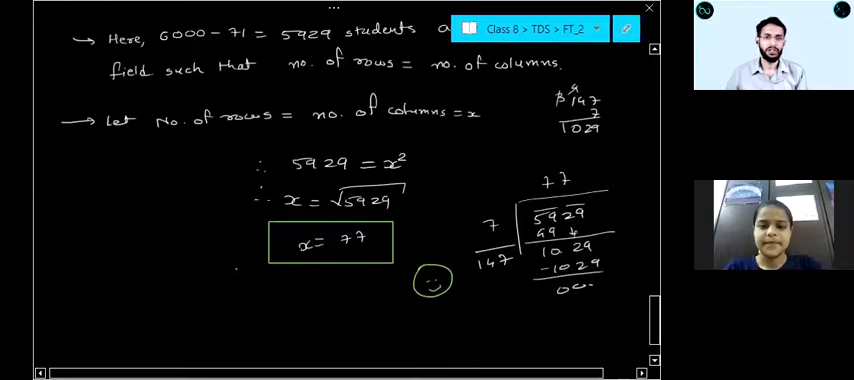 → Here, 6000 - 71 = 5929 students a
Class 8 > TDS > FT_2
field such that no. of rows = no. of columns.
→ Let No. of rows = no. of columns = x
147
7
1029
∴ 5929 = x²
∴ x = √5929
x = 77
77
7
5929
49 ↓
147
1029
-1029